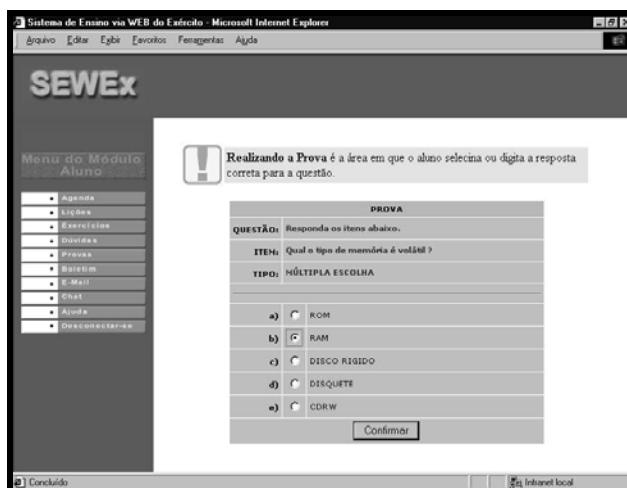 Sistema de Ensino via WEB do Exército - Microsoft Internet Explorer
Arquivo Editar Exibir Favoritos Ferramentas Ajuda
SEWEx
Menu do Módulo
Aluno
Agenda
Lições
Exercícios
Dúvidas
Provas
Boletim
E-Mail
Chat
Ajuda
Desconectar-se
Realizando a Prova é a área em que o aluno selecina ou digita a resposta
correta para a questão.
PROVA
QUESTÃO: Responda os itens abaixo.
ITEM: Qual o tipo de memória é volátil ?
TIPO: MÚLTIPLA ESCOLHA
a) ROM
b) RAM
c) DISCO RIGIDO
d) DISQUETE
e) CDRW
Confirmar
Concluído
Intranet local